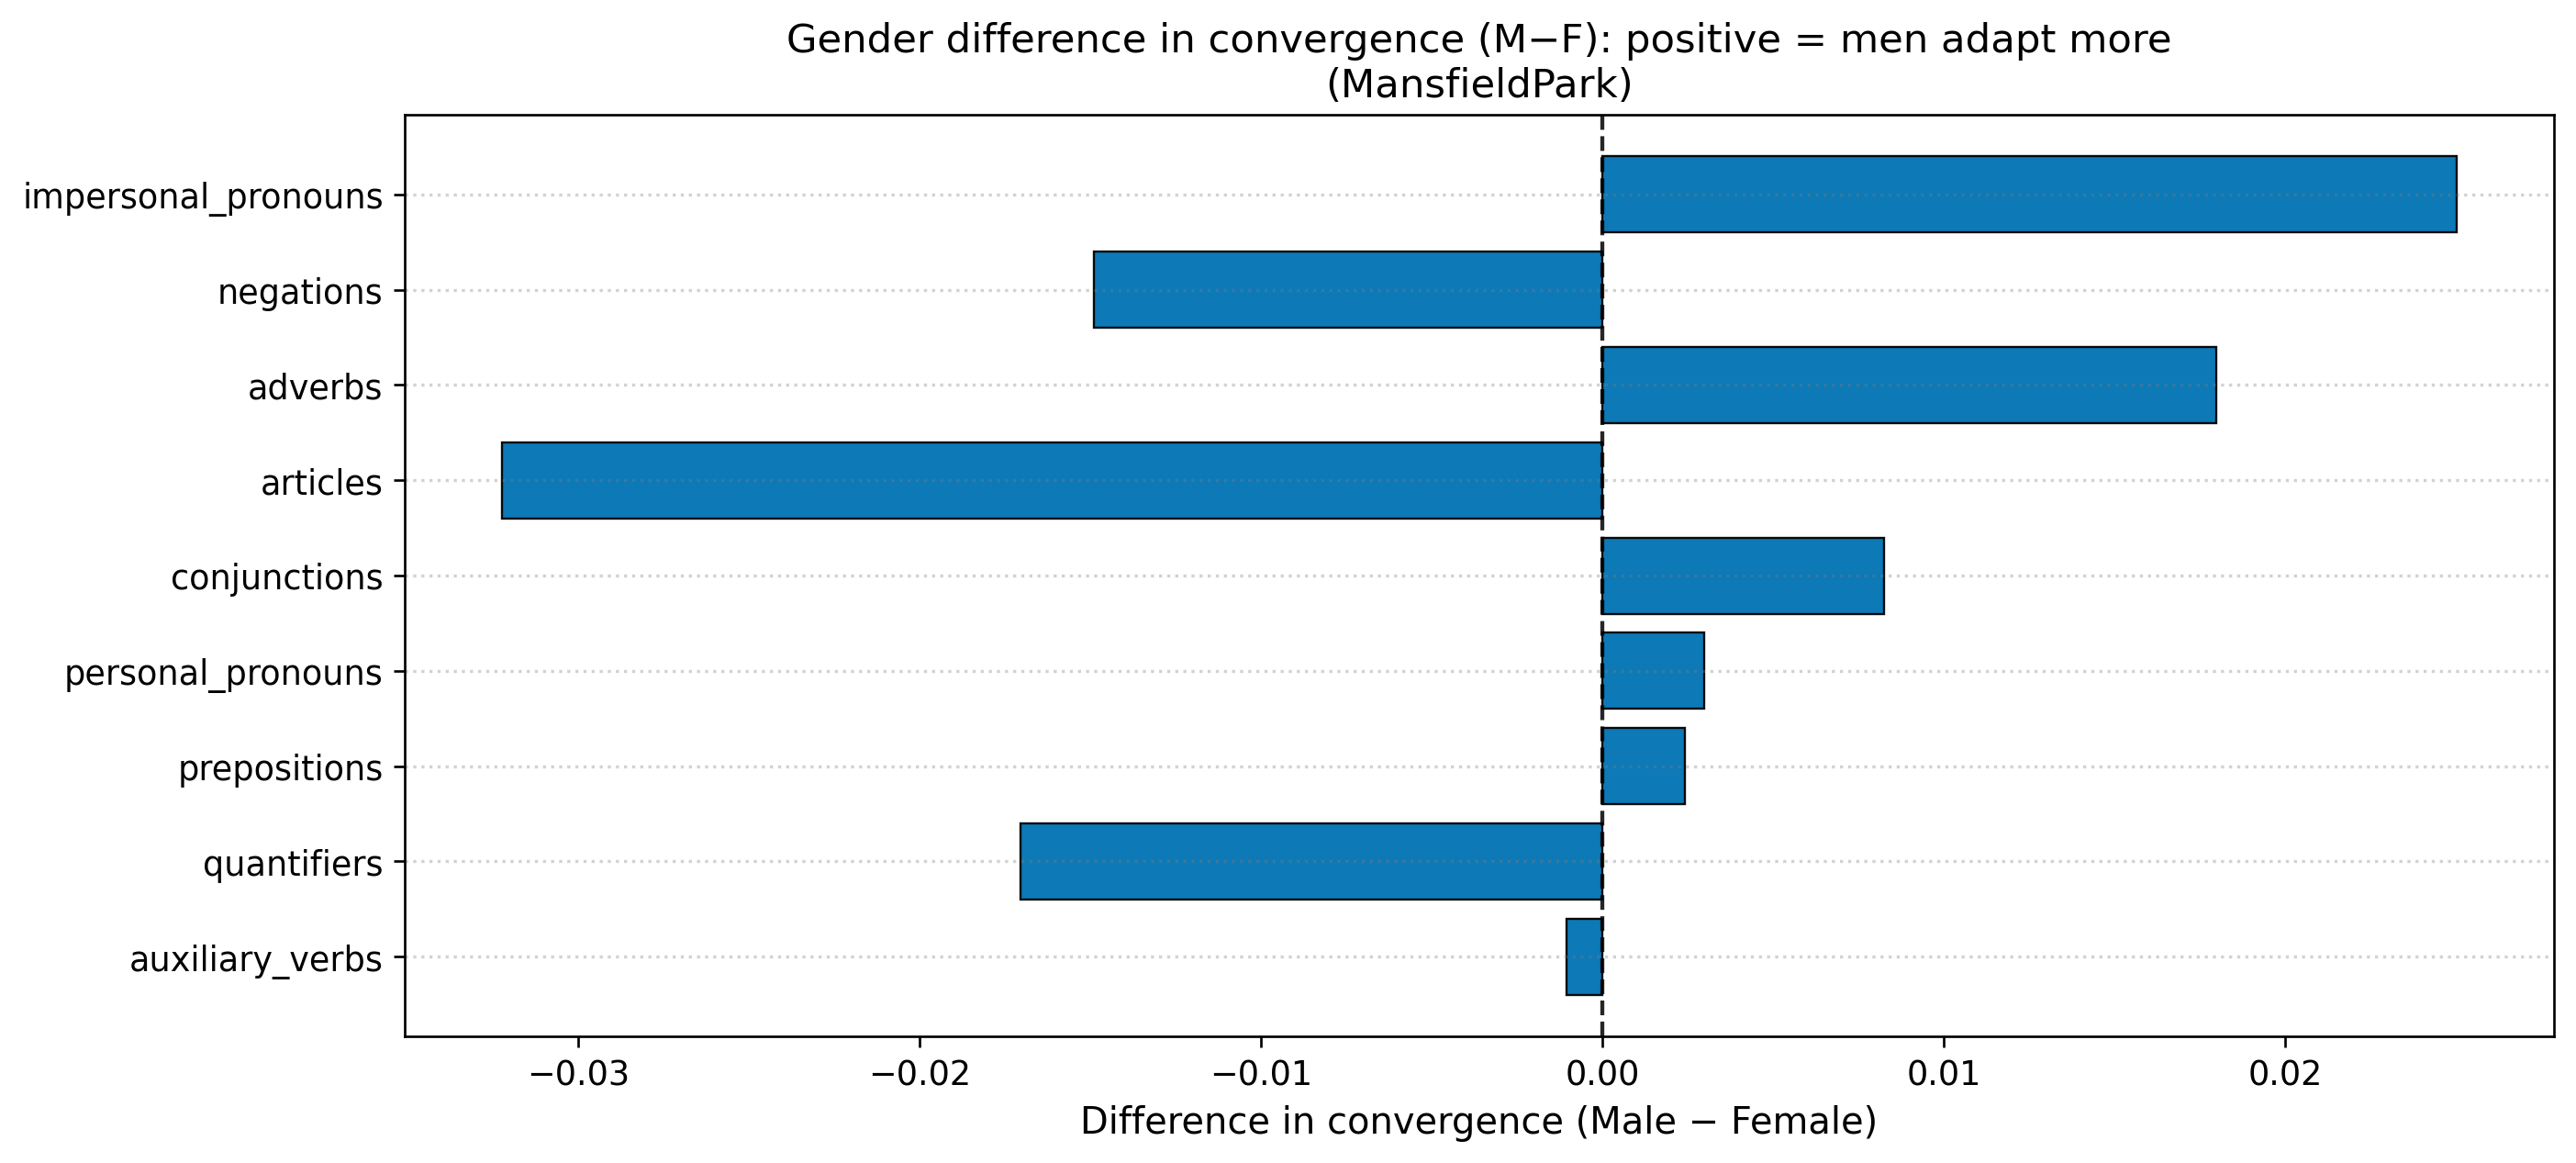 Gender difference in convergence (M−F): positive = men adapt more
(MansfieldPark)
impersonal_pronouns
negations
adverbs
articles
conjunctions
personal_pronouns
prepositions
quantifiers
auxiliary_verbs
−0.03 −0.02 −0.01 0.00 0.01 0.02
Difference in convergence (Male − Female)